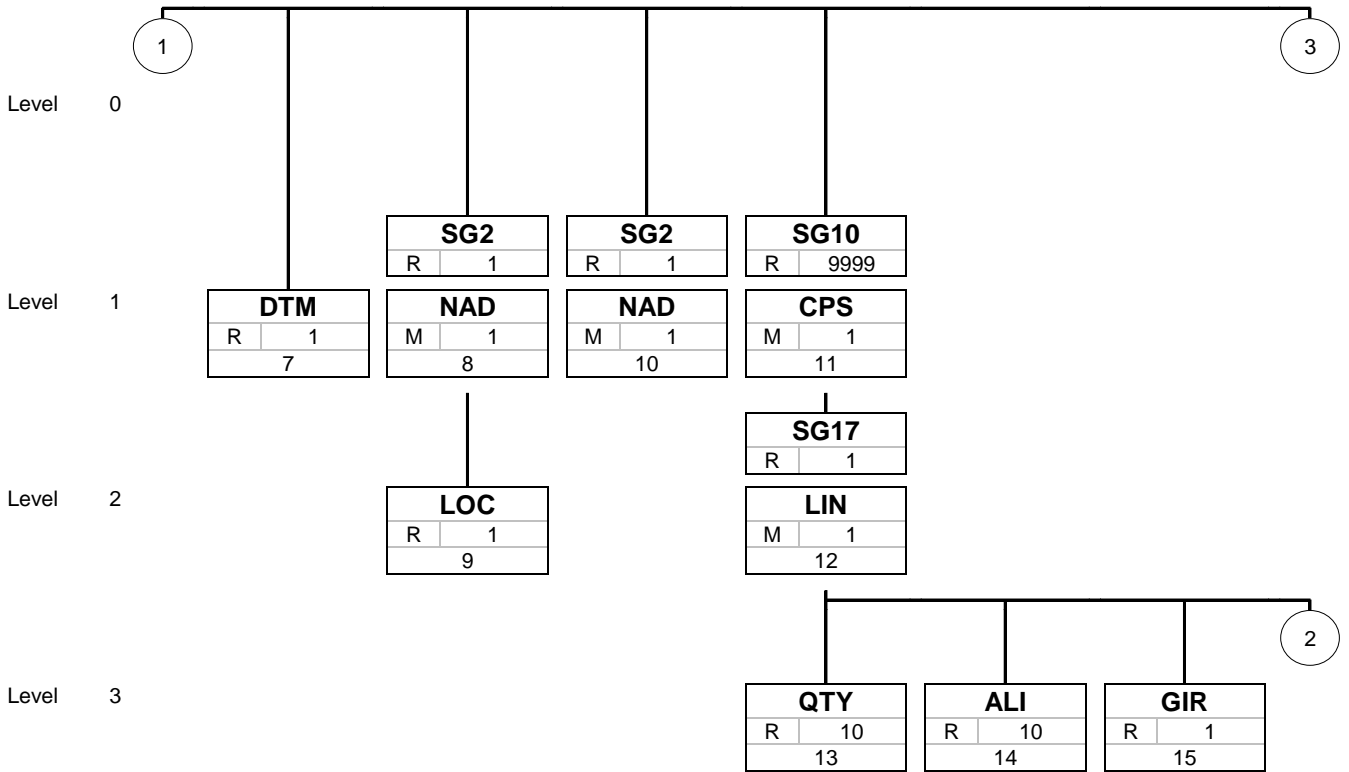 1
3
Level 0
SG2 SG2 SG10
R 1 R 1 R 9999
Level 1
DTM NAD NAD CPS
R 1 M 1 M 1 M 1
7 8 10 11
SG17
R 1
Level 2
LOC LIN
R 1 M 1
9 12
2
Level 3
QTY ALI GIR
R 10 R 10 R 1
13 14 15